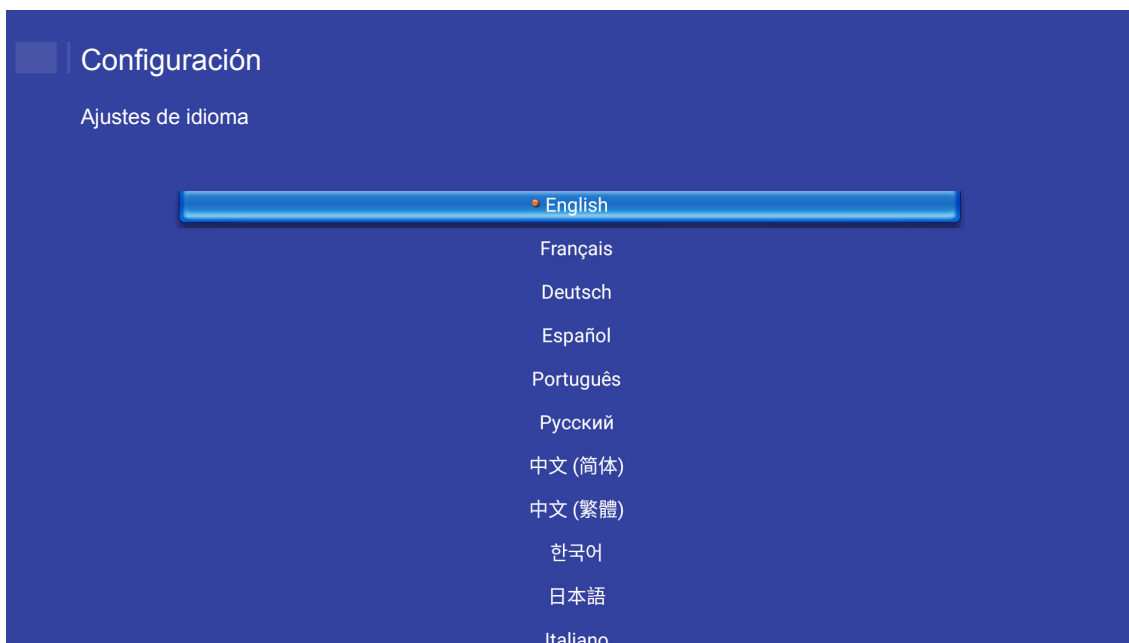 Configuración
Ajustes de idioma
English
Français
Deutsch
Español
Português
Русский
中文 (简体)
中文 (繁體)
한국어
日本語
Italiano